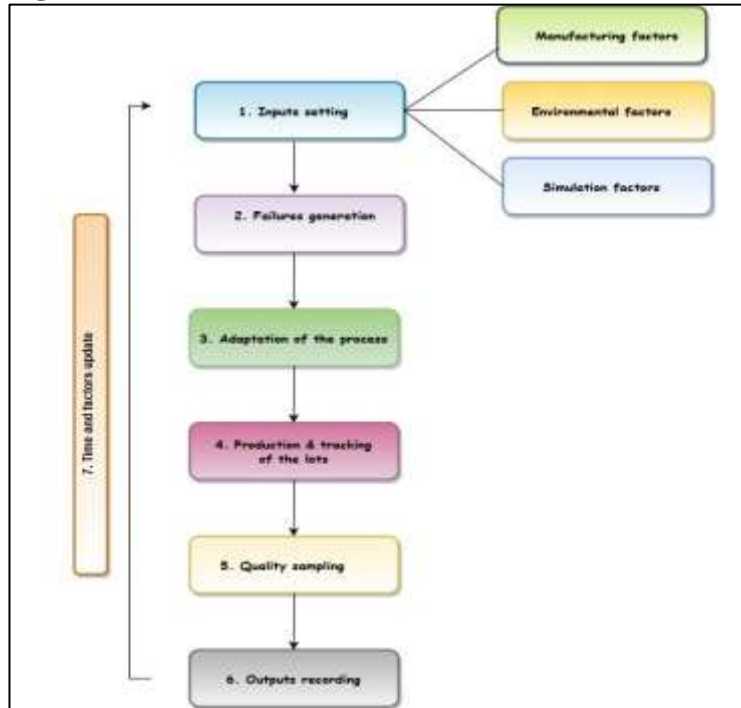 Manufacturing factors
1. Inputs setting
Environmental factors
Simulation factors
2. Failures generation
3. Adaptation of the process
4. Production & tracking
of the lots
5. Quality sampling
6. Outputs recording
7. Time and factors update